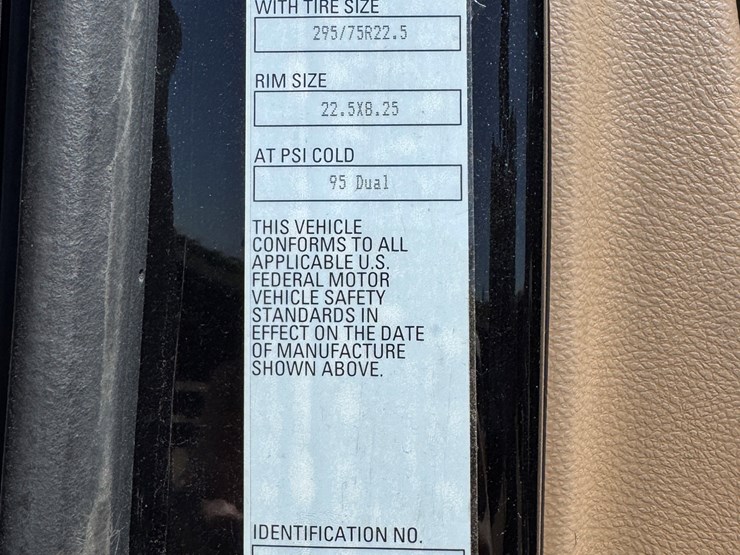 WITH TIRE SIZE
295/75R22.5
RIM SIZE
22.5X8.25
AT PSI COLD
95 Dual
THIS VEHICLE
CONFORMS TO ALL
APPLICABLE U.S.
FEDERAL MOTOR
VEHICLE SAFETY
STANDARDS IN
EFFECT ON THE DATE
OF MANUFACTURE
SHOWN ABOVE.
IDENTIFICATION NO.